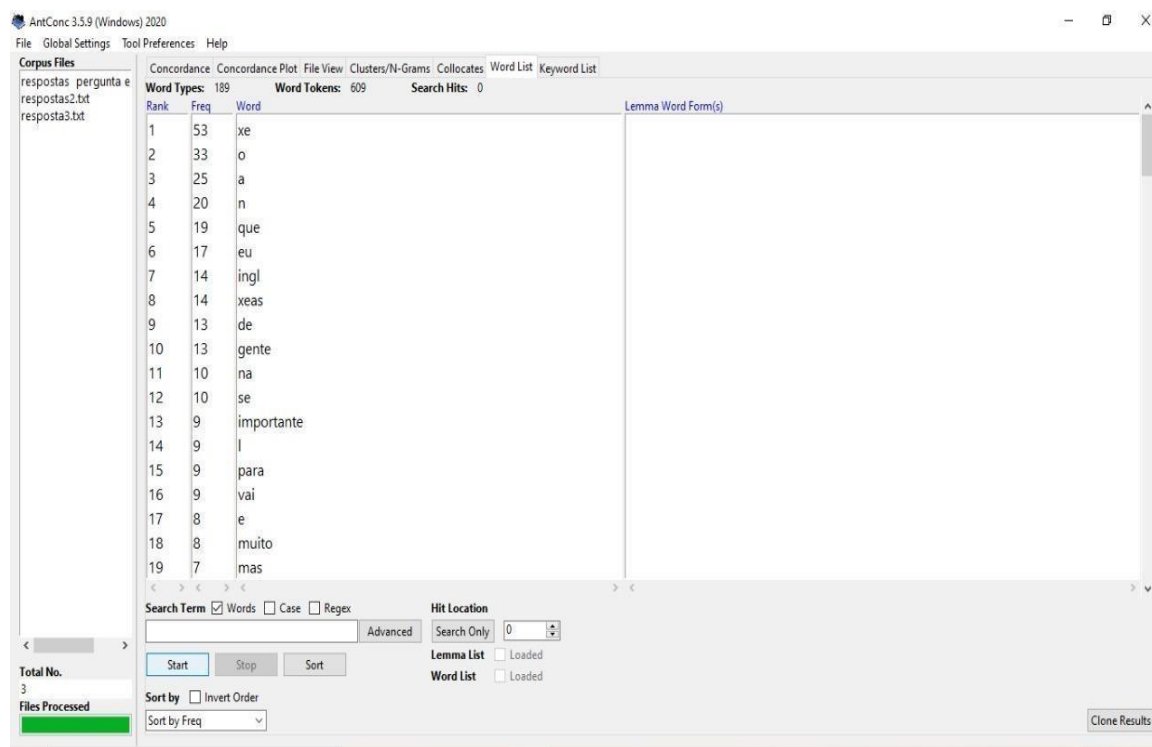 AntConc 3.5.9 (Windows) 2020
File Global Settings Tool Preferences Help
Corpus Files
respostas pergunta e
respostas2.txt
resposta3.txt
Concordance Concordance Plot File View Clusters/N-Grams Collocates Word List Keyword List
Word Types: 189 Word Tokens: 609 Search Hits: 0
Rank Freq Word Lemma Word Form(s)
1 53 xe
2 33 o
3 25 a
4 20 n
5 19 que
6 17 eu
7 14 ingl
8 14 xeas
9 13 de
10 13 gente
11 10 na
12 10 se
13 9 importante
14 9 l
15 9 para
16 9 vai
17 8 e
18 8 muito
19 7 mas
Search Term Words Case Regex Hit Location
Advanced Search Only 0
Start Stop Sort Lemma List Loaded
Word List Loaded
Sort by Invert Order
Sort by Freq
Total No.
3
Files Processed
Clone Results